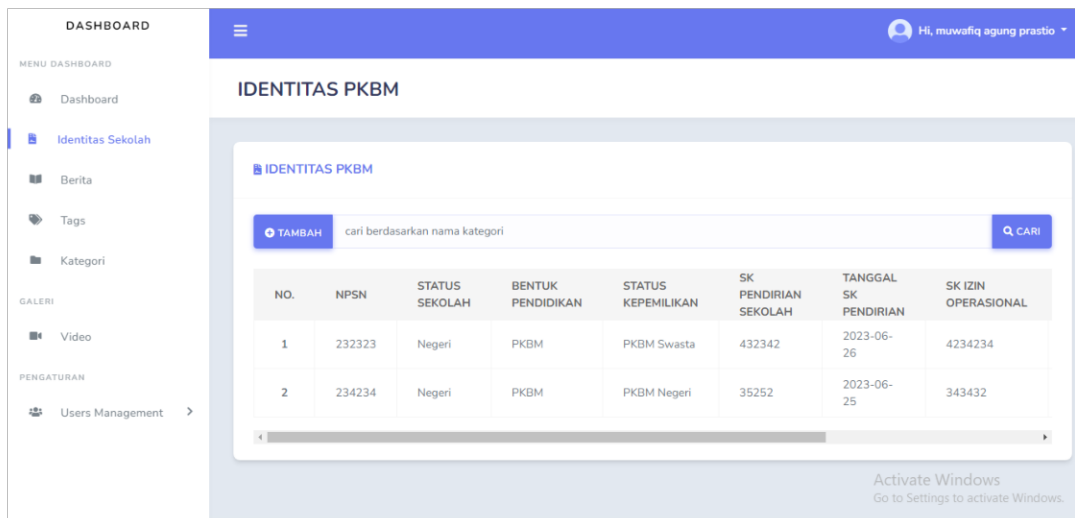 DASHBOARD
Hi, muwafiq agung prastio
MENU DASHBOARD
Dashboard
Identitas Sekolah
Berita
Tags
Kategori
GALERI
Video
PENGATURAN
Users Management
IDENTITAS PKBM
IDENTITAS PKBM
TAMBAH cari berdasarkan nama kategori CARI
NO. NPSN STATUS SEKOLAH BENTUK PENDIDIKAN STATUS KEPEMILIKAN SK PENDIRIAN SEKOLAH TANGGAL SK PENDIRIAN SK IZIN OPERASIONAL
1 232323 Negeri PKBM PKBM Swasta 432342 2023-06-26 4234234
2 234234 Negeri PKBM PKBM Negeri 35252 2023-06-25 343432
Activate Windows
Go to Settings to activate Windows.